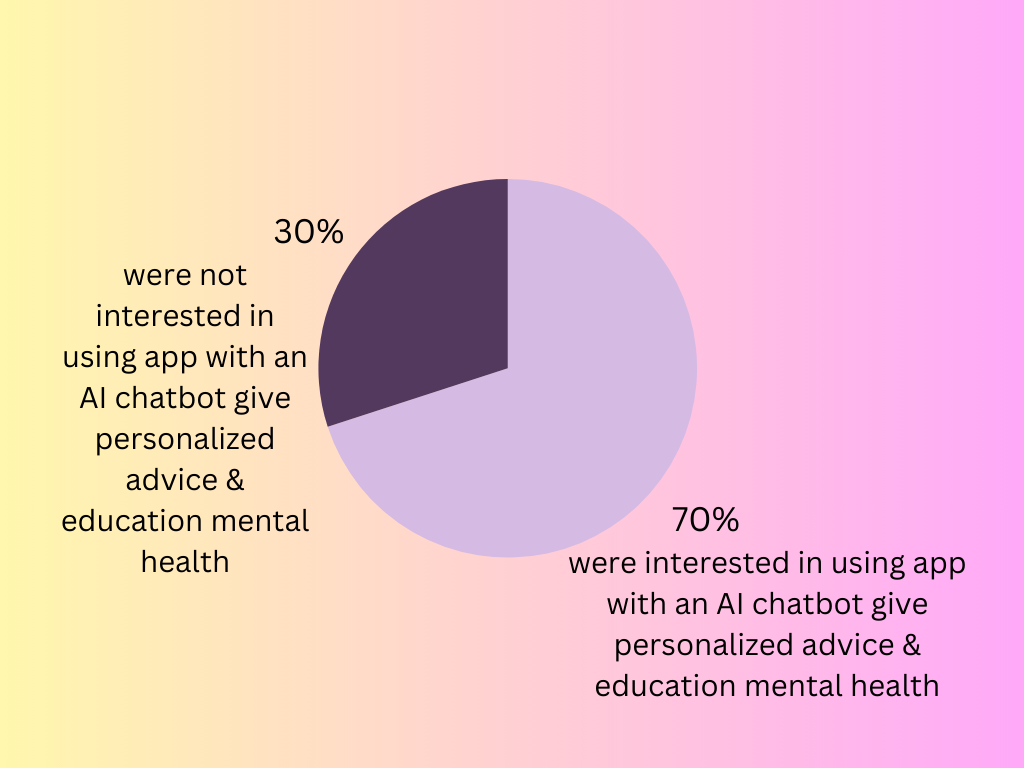 30%
were not
interested in
using app with an
AI chatbot give
personalized
advice &
education mental
health
70%
were interested in using app
with an AI chatbot give
personalized advice &
education mental health